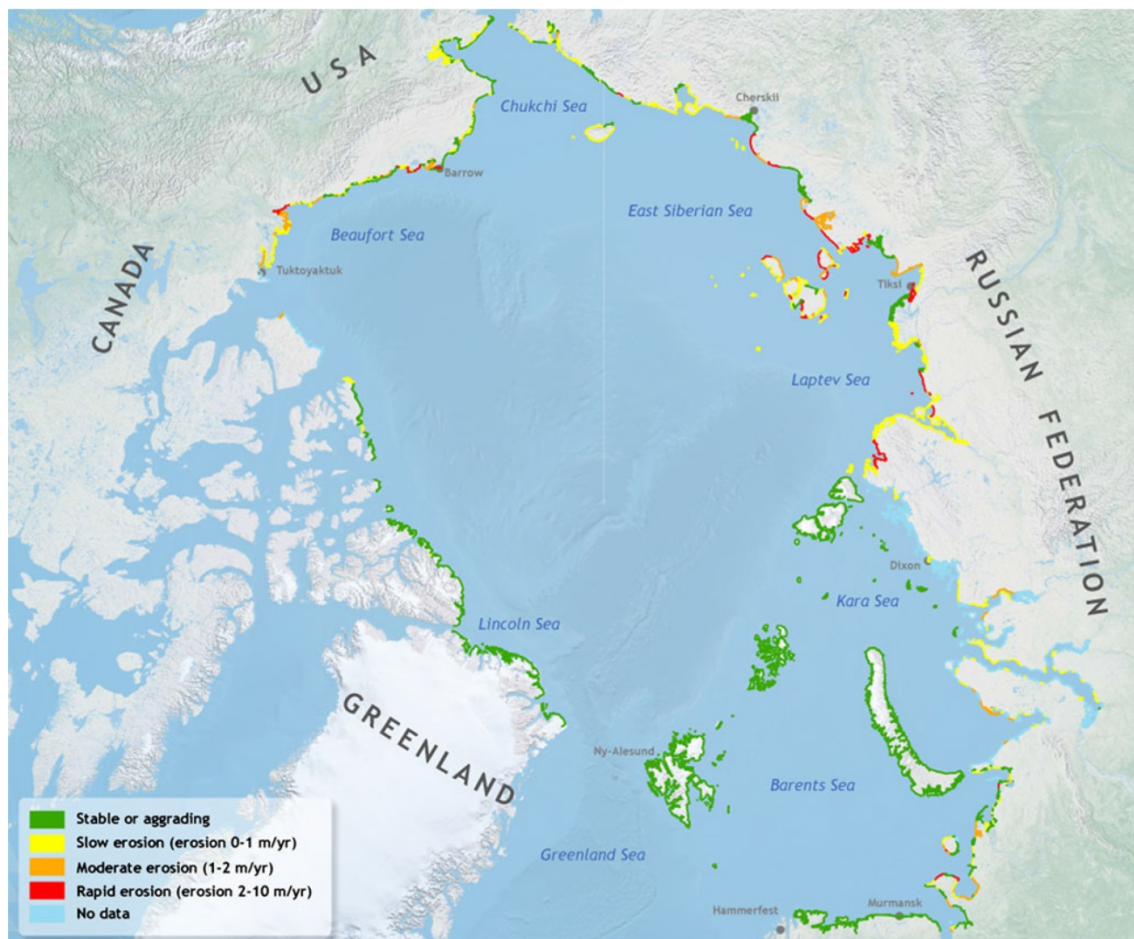 USA
Chukchi Sea
Cherskii
Barrow
East Siberian Sea
Beaufort Sea
CANADA
Tuktoyaktuk
Tiksi
RUSSIAN FEDERATION
Laptev Sea
Dixon
Kara Sea
Lincoln Sea
GREENLAND
Ny-Alesund
Barents Sea
Greenland Sea
Hammerfest
Murmansk
Stable or aggrading
Slow erosion (erosion 0-1 m/yr)
Moderate erosion (1-2 m/yr)
Rapid erosion (erosion 2-10 m/yr)
No data